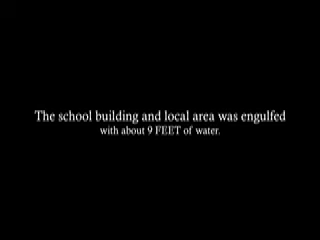 The school building and local area was engulfed
with about 9 FEET of water.